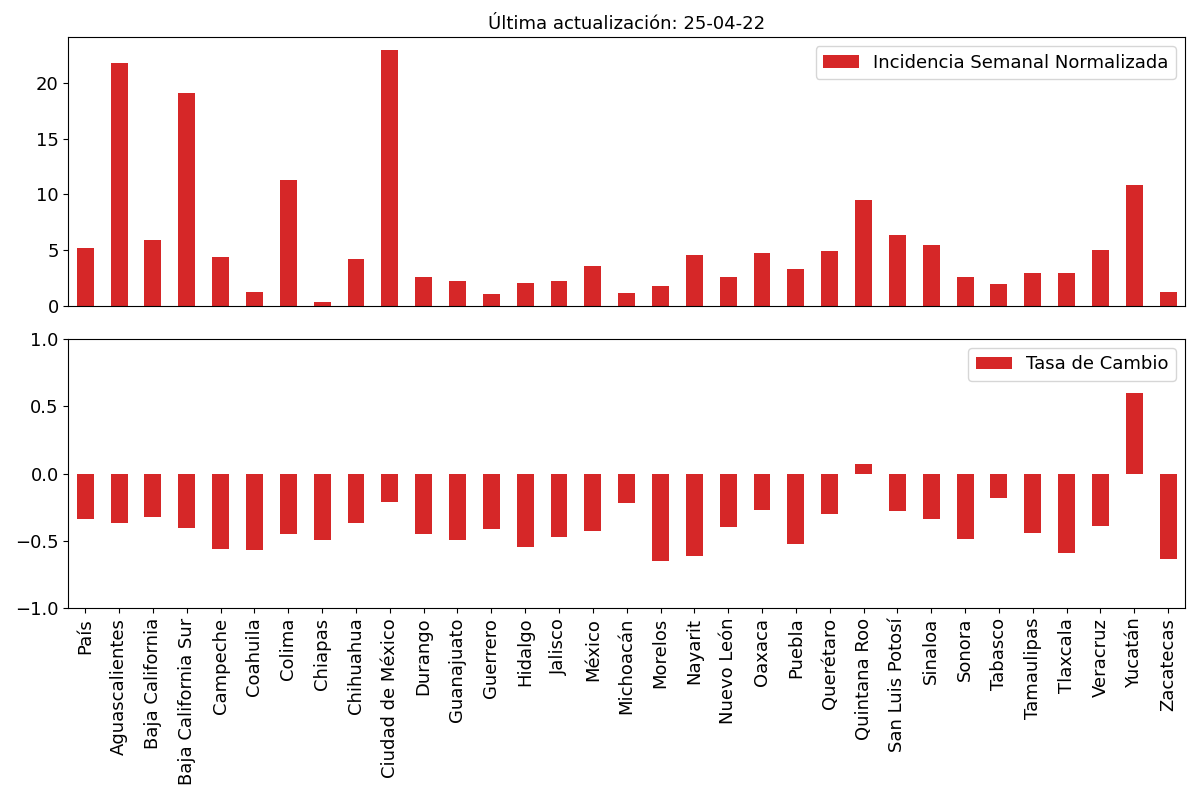 Última actualización: 25-04-22
Incidencia Semanal Normalizada
20
15
10
5
0
Tasa de Cambio
1.0
0.5
0.0
−0.5
−1.0
País
Aguascalientes
Baja California
Baja California Sur
Campeche
Coahuila
Colima
Chiapas
Chihuahua
Ciudad de México
Durango
Guanajuato
Guerrero
Hidalgo
Jalisco
México
Michoacán
Morelos
Nayarit
Nuevo León
Oaxaca
Puebla
Querétaro
Quintana Roo
San Luis Potosí
Sinaloa
Sonora
Tabasco
Tamaulipas
Tlaxcala
Veracruz
Yucatán
Zacatecas